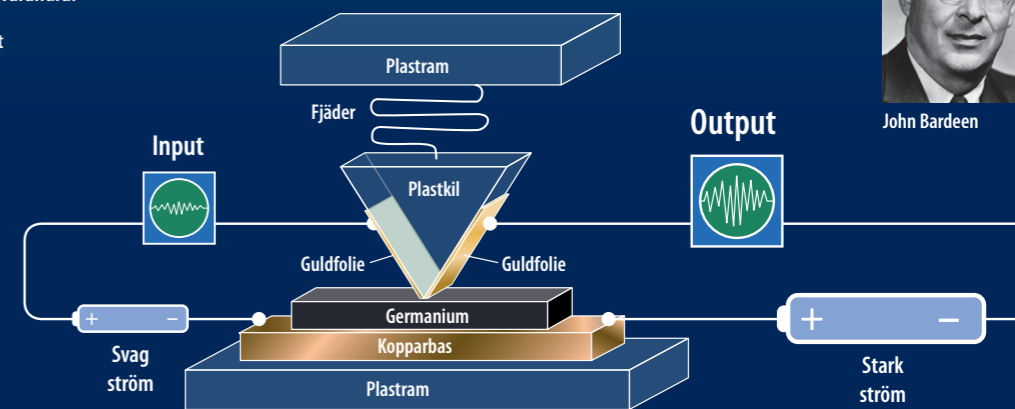 t
Plastram
Fjäder
John Bardeen
Output
Input
Plastkil
Guldfolie
Guldfolie
Germanium
+
−
+
−
Kopparbas
Svag
ström
Stark
ström
Plastram